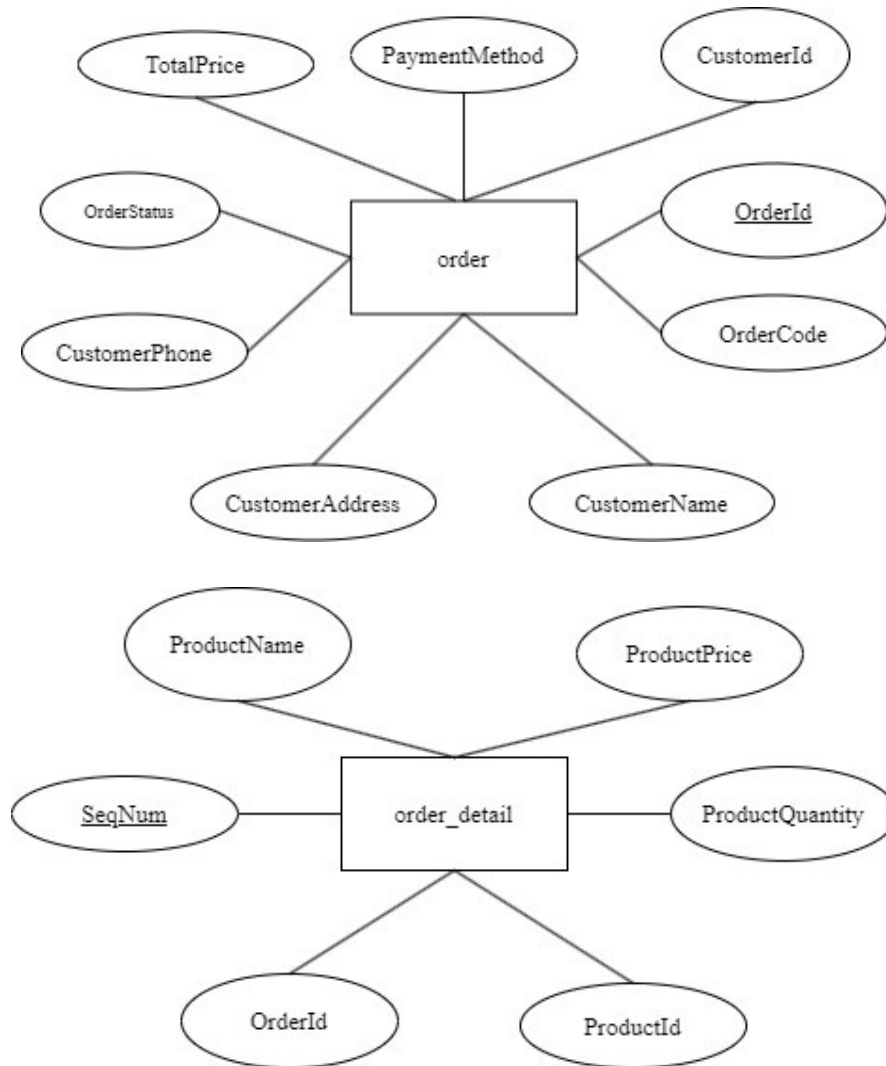 TotalPrice
PaymentMethod
CustomerId
OrderStatus
order
OrderId
CustomerPhone
OrderCode
CustomerAddress
CustomerName
ProductName
ProductPrice
SeqNum
order_detail
ProductQuantity
OrderId
ProductId